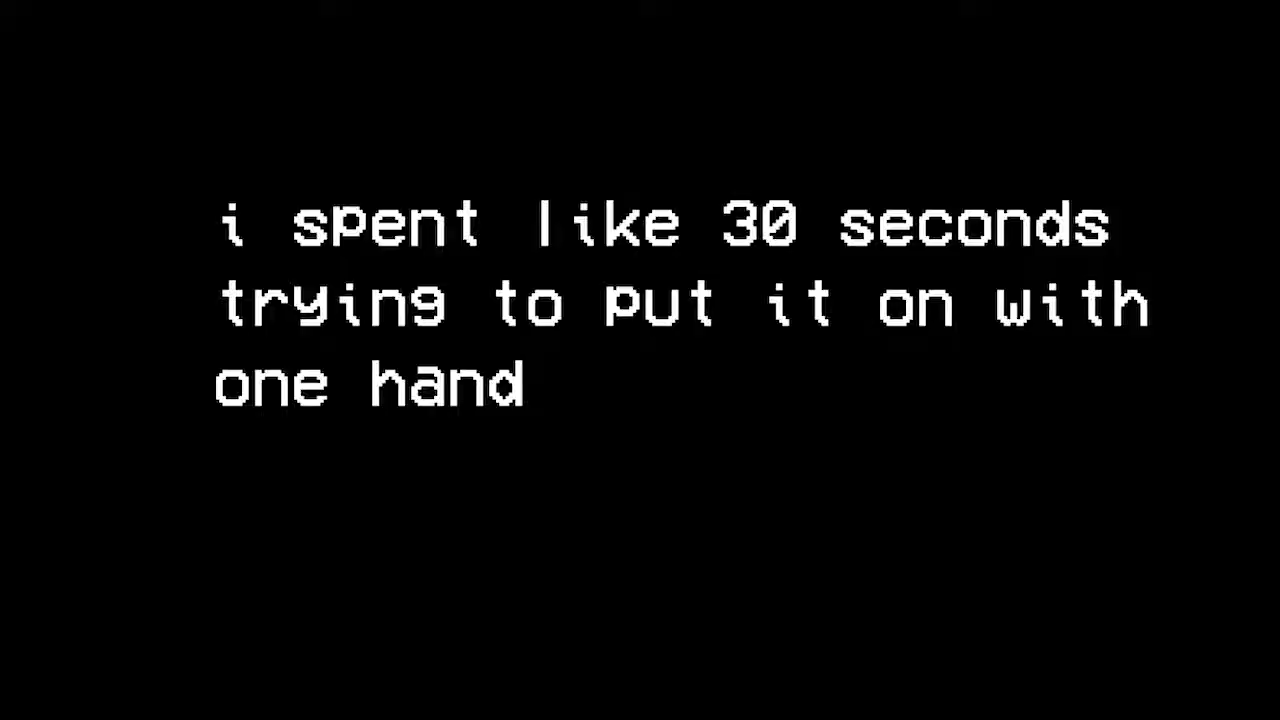 i spent like 30 seconds
trying to put it on with
one hand